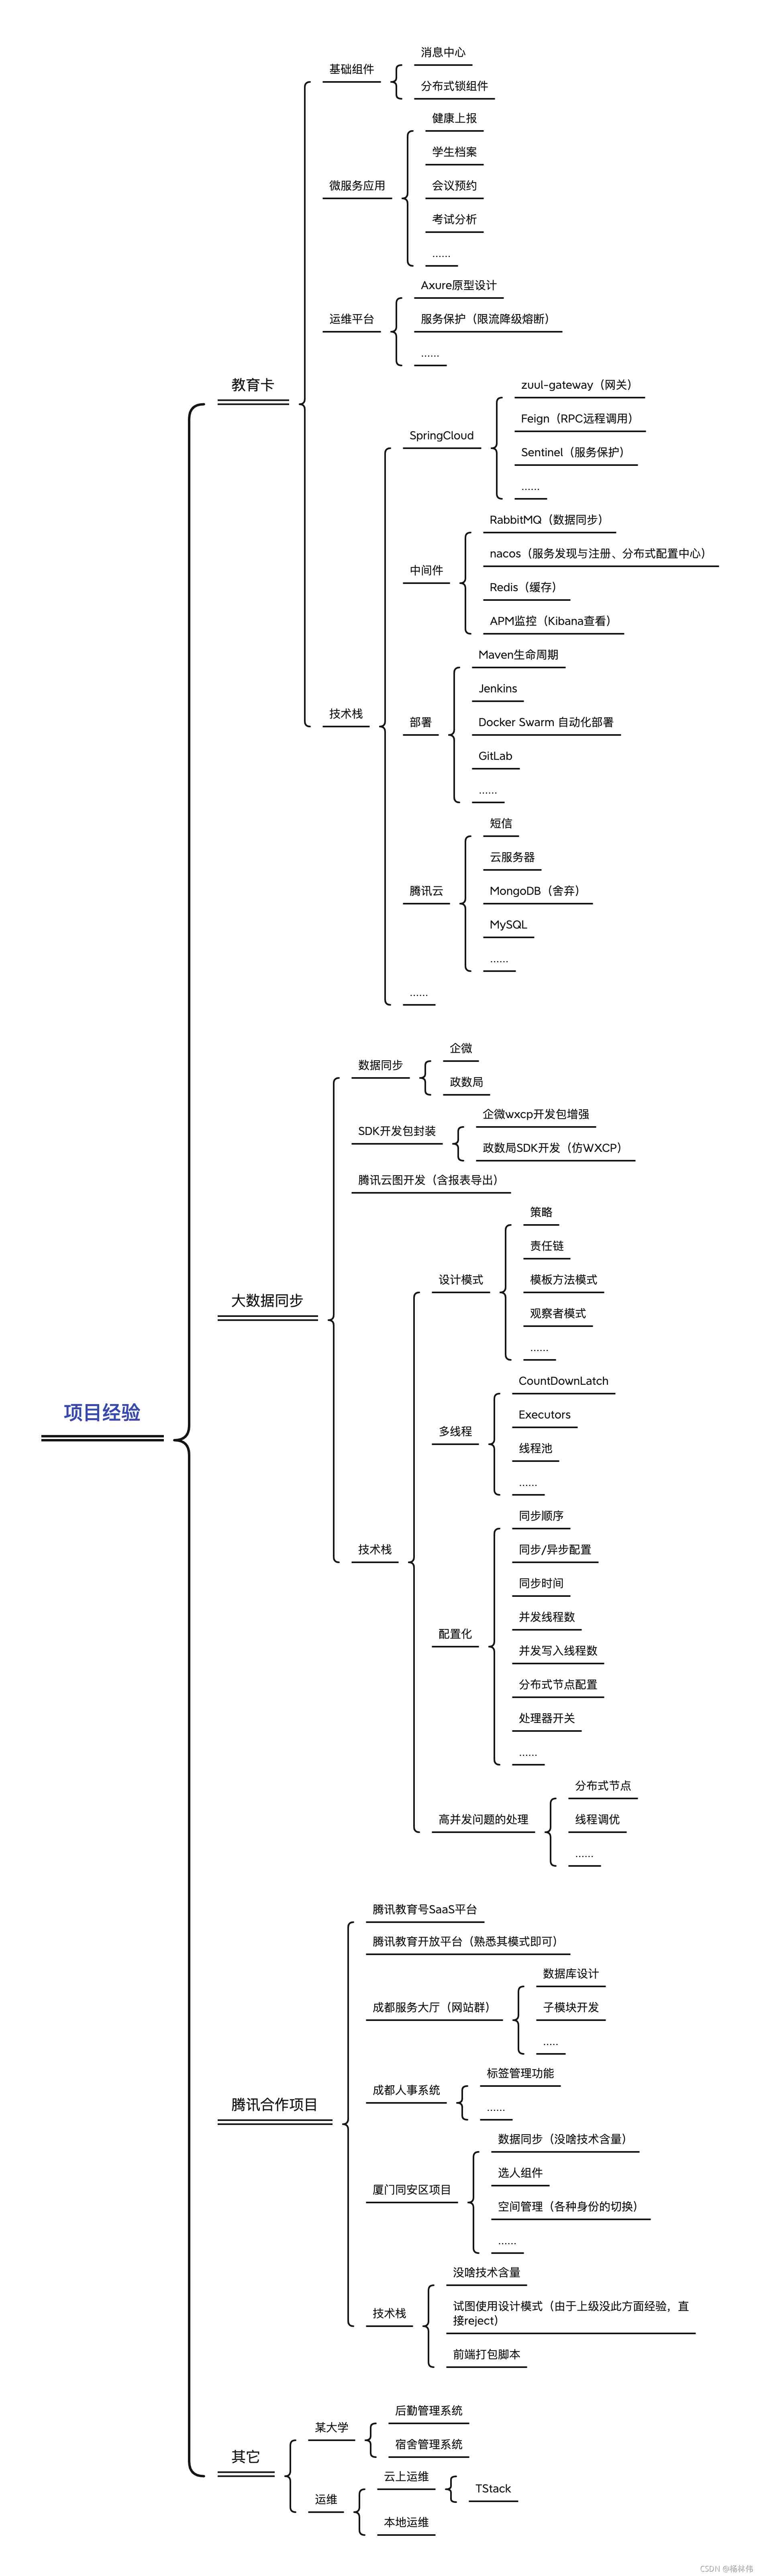 项目经验
教育卡
基础组件
消息中心
分布式锁组件
微服务应用
健康上报
学生档案
会议预约
考试分析
……
运维平台
Axure原型设计
服务保护（限流降级熔断）
……
技术栈
SpringCloud
zuul-gateway（网关）
Feign（RPC远程调用）
Sentinel（服务保护）
……
中间件
RabbitMQ（数据同步）
nacos（服务发现与注册、分布式配置中心）
Redis（缓存）
APM监控（Kibana查看）
部署
Maven生命周期
Jenkins
Docker Swarm 自动化部署
GitLab
……
腾讯云
短信
云服务器
MongoDB（舍弃）
MySQL
……
……
大数据同步
数据同步
企微
政数局
SDK开发包封装
企微wxcp开发包增强
政数局SDK开发（仿WXCP）
腾讯云图开发（含报表导出）
技术栈
设计模式
策略
责任链
模板方法模式
观察者模式
……
多线程
CountDownLatch
Executors
线程池
……
配置化
同步顺序
同步/异步配置
同步时间
并发线程数
并发写入线程数
分布式节点配置
处理器开关
……
高并发问题的处理
分布式节点
线程调优
……
腾讯合作项目
腾讯教育号SaaS平台
腾讯教育开放平台（熟悉其模式即可）
成都服务大厅（网站群）
数据库设计
子模块开发
.....
成都人事系统
标签管理功能
……
厦门同安区项目
数据同步（没啥技术含量）
选人组件
空间管理（各种身份的切换）
……
技术栈
没啥技术含量
试图使用设计模式（由于上级没此方面经验，直
接reject）
前端打包脚本
其它
某大学
后勤管理系统
宿舍管理系统
运维
云上运维
TStack
本地运维
CSDN @杨林伟